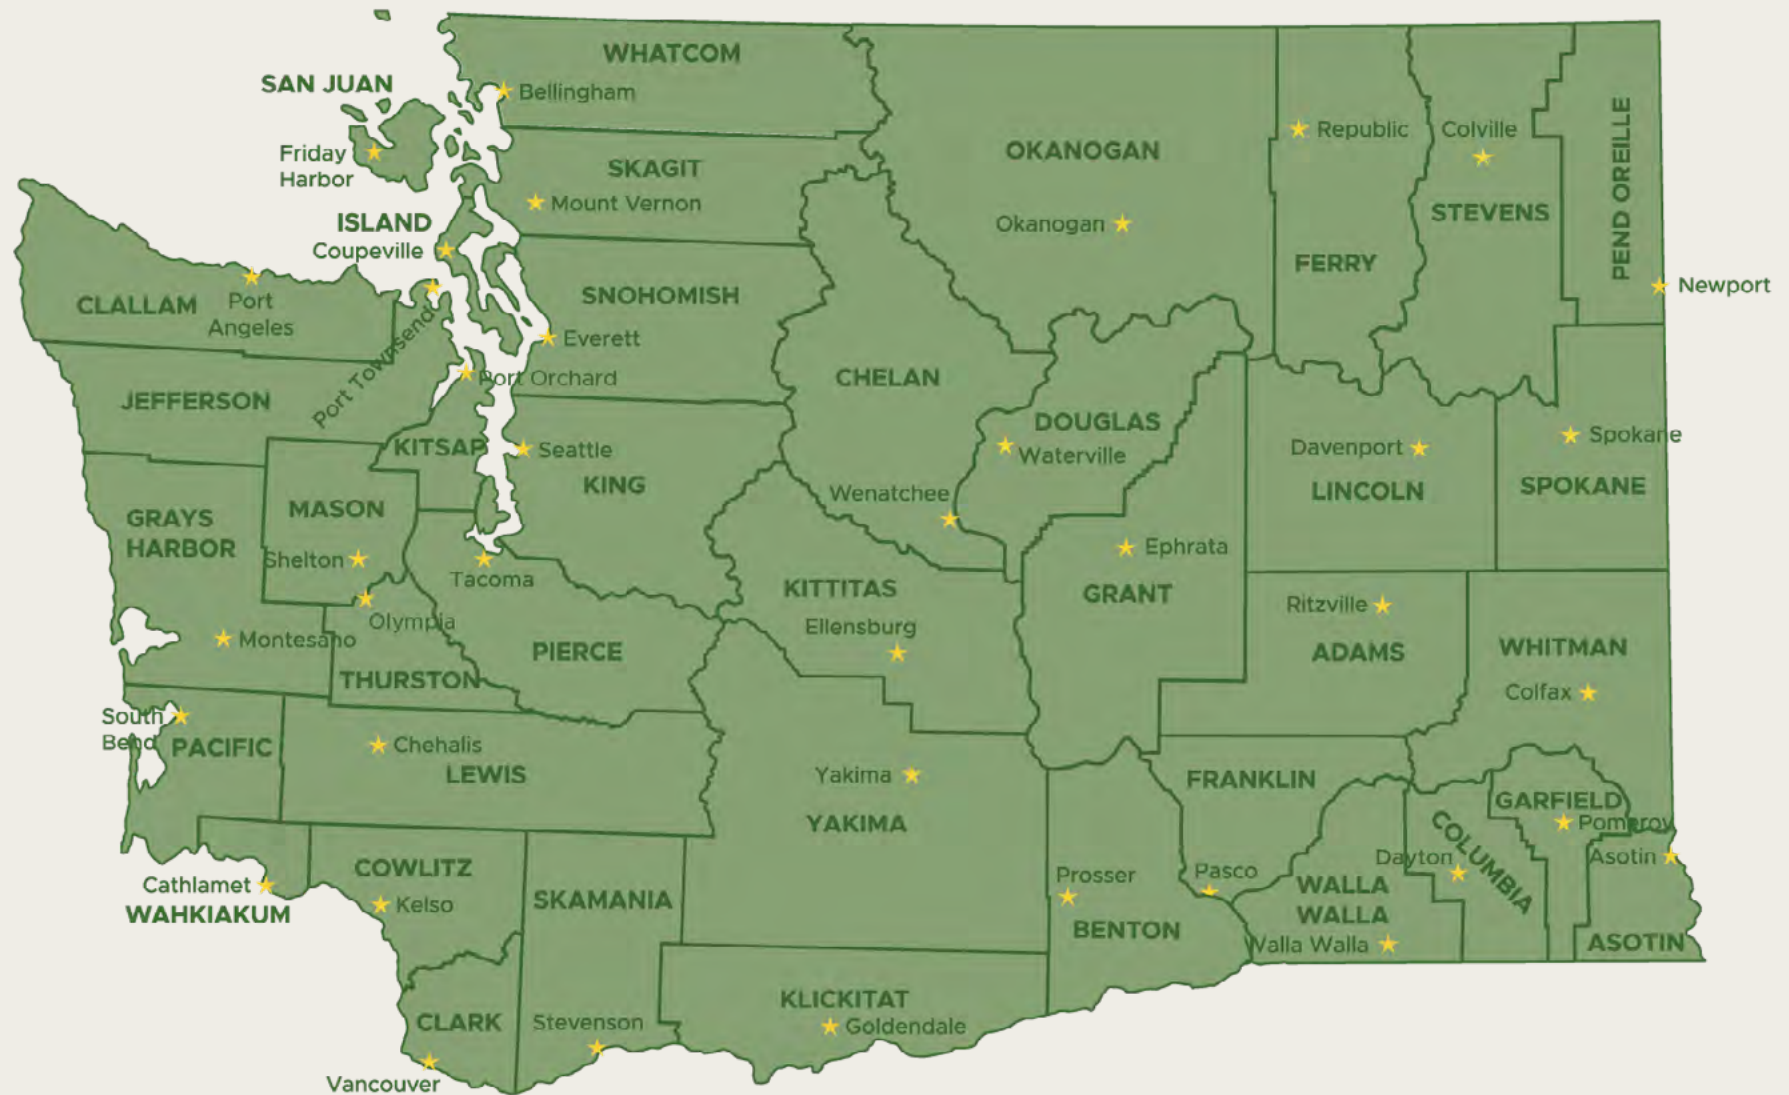 WHATCOM
SAN JUAN
Bellingham
Republic
Colville
OKANOGAN
Friday
Harbor
SKAGIT
PEND OREILLE
Mount Vernon
STEVENS
ISLAND
Coupeville
Okanogan
FERRY
Newport
CLALLAM
Port
Angeles
SNOHOMISH
Port Townsend
Everett
Port Orchard
CHELAN
JEFFERSON
DOUGLAS
KITSAP
Seattle
Waterville
Davenport
Spokane
KING
Wenatchee
LINCOLN
SPOKANE
MASON
GRAYS
HARBOR
Shelton
Tacoma
Ephrata
KITTITAS
GRANT
Ritzville
Olympia
Montesano
Ellensburg
PIERCE
ADAMS
WHITMAN
THURSTON
Colfax
South
Bend
PACIFIC
Chehalis
LEWIS
Yakima
FRANKLIN
YAKIMA
GARFIELD
Pomeroy
COLUMBIA
Dayton
Asotin
COWLITZ
Cathlamet
WAHKIAKUM
Kelso
SKAMANIA
Prosser
Pasco
WALLA
WALLA
BENTON
Walla Walla
ASOTIN
KLICKITAT
CLARK
Stevenson
Goldendale
Vancouver